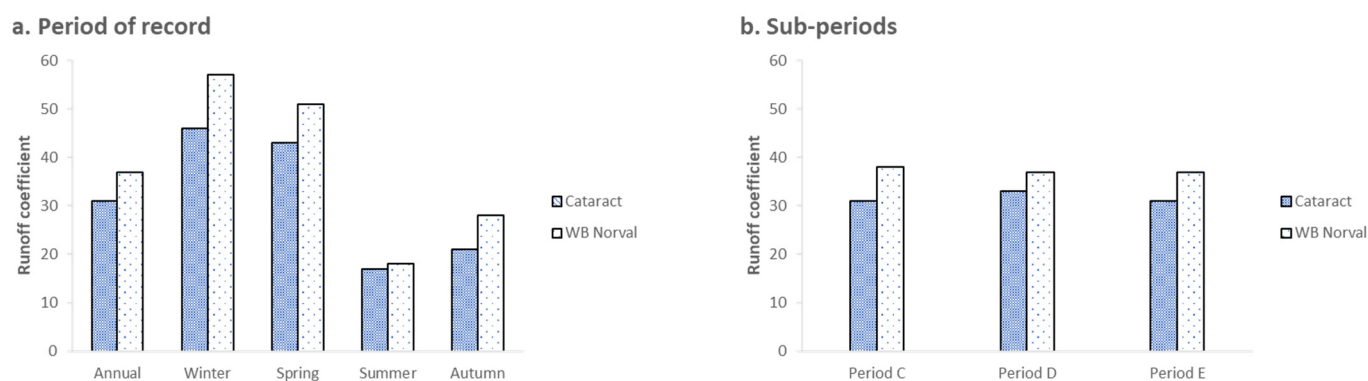 a. Period of record
60
50
40
30
20
10
0
Runoff coefficient
Annual
Winter
Spring
Summer
Autumn
Cataract
WB Norval
b. Sub-periods
60
50
40
30
20
10
0
Runoff coefficient
Period C
Period D
Period E
Cataract
WB Norval